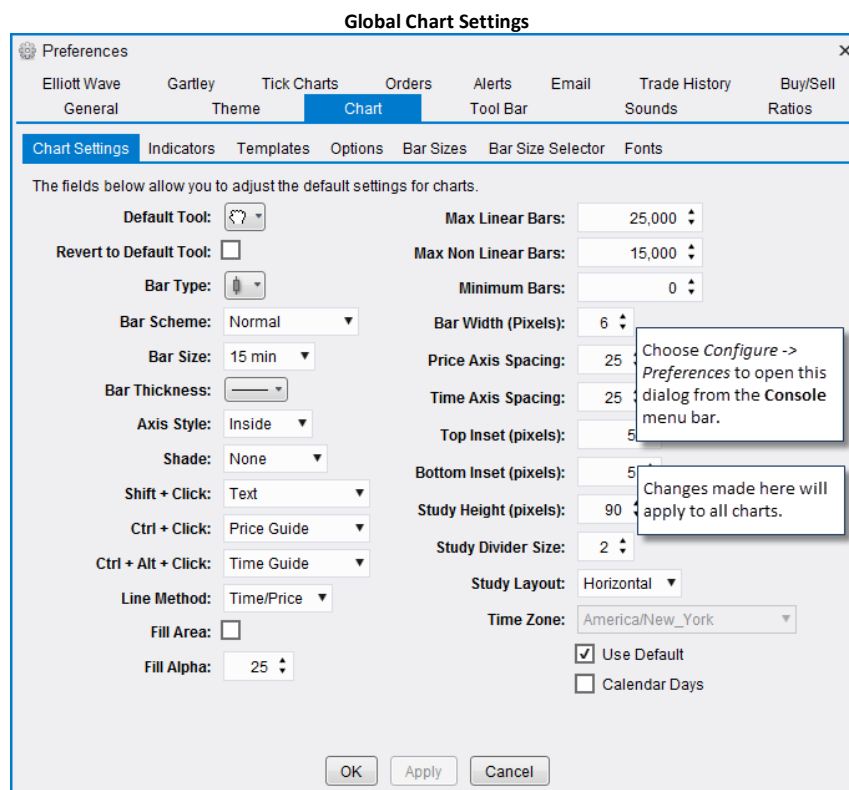 Global Chart Settings
Preferences
Elliott Wave Gartley Tick Charts Orders Alerts Email Trade History Buy/Sell
General Theme Chart Tool Bar Sounds Ratios
Chart Settings Indicators Templates Options Bar Sizes Bar Size Selector Fonts
The fields below allow you to adjust the default settings for charts.
Default Tool:
Revert to Default Tool:
Bar Type:
Bar Scheme: Normal
Bar Size: 15 min
Bar Thickness:
Axis Style: Inside
Shade: None
Shift + Click: Text
Ctrl + Click: Price Guide
Ctrl + Alt + Click: Time Guide
Line Method: Time/Price
Fill Area:
Fill Alpha: 25
Max Linear Bars: 25,000
Max Non Linear Bars: 15,000
Minimum Bars: 0
Bar Width (Pixels): 6
Price Axis Spacing: 25
Time Axis Spacing: 25
Top Inset (pixels): 5
Bottom Inset (pixels): 5
Study Height (pixels): 90
Study Divider Size: 2
Study Layout: Horizontal
Time Zone: America/New_York
Use Default
Calendar Days
Choose Configure ->
Preferences to open this
dialog from the Console
menu bar.
Changes made here will
apply to all charts.
OK Apply Cancel